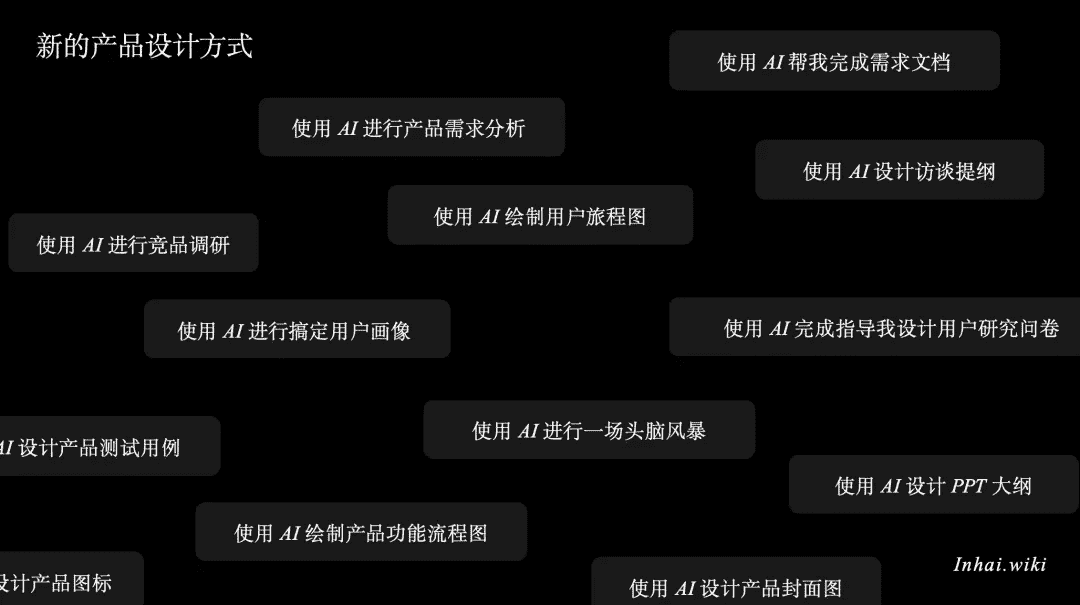 新的产品设计方式
使用 AI 帮我完成需求文档
使用 AI 进行产品需求分析
使用 AI 设计访谈提纲
使用 AI 绘制用户旅程图
使用 AI 进行竞品调研
使用 AI 进行搞定用户画像
使用 AI 完成指导我设计用户研究问卷
使用 AI 进行一场头脑风暴
AI 设计产品测试用例
使用 AI 设计 PPT 大纲
使用 AI 绘制产品功能流程图
Inhai.wiki
设计产品图标
使用 AI 设计产品封面图